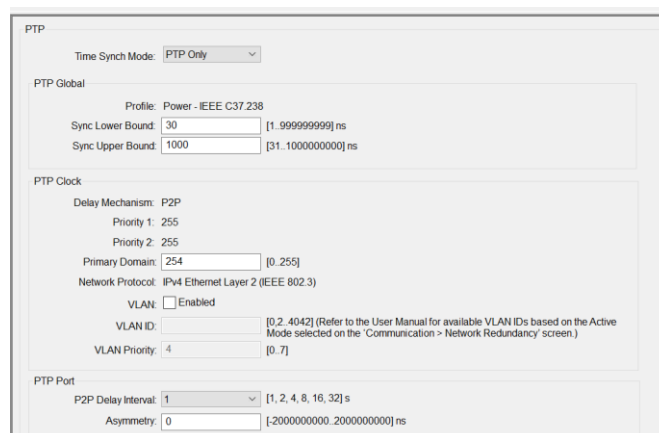 PTP
Time Synch Mode: PTP Only
PTP Global
Profile: Power - IEEE C37.238
Sync Lower Bound: 30 [1..999999999] ns
Sync Upper Bound: 1000 [31..1000000000] ns
PTP Clock
Delay Mechanism: P2P
Priority 1: 255
Priority 2: 255
Primary Domain: 254 [0..255]
Network Protocol: IPv4 Ethernet Layer 2 (IEEE 802.3)
VLAN: Enabled
VLAN ID: [0,2..4042] (Refer to the User Manual for available VLAN IDs based on the Active
Mode selected on the 'Communication > Network Redundancy' screen.)
VLAN Priority: 4 [0..7]
PTP Port
P2P Delay Interval: 1 [1, 2, 4, 8, 16, 32] s
Asymmetry: 0 [-2000000000..2000000000] ns